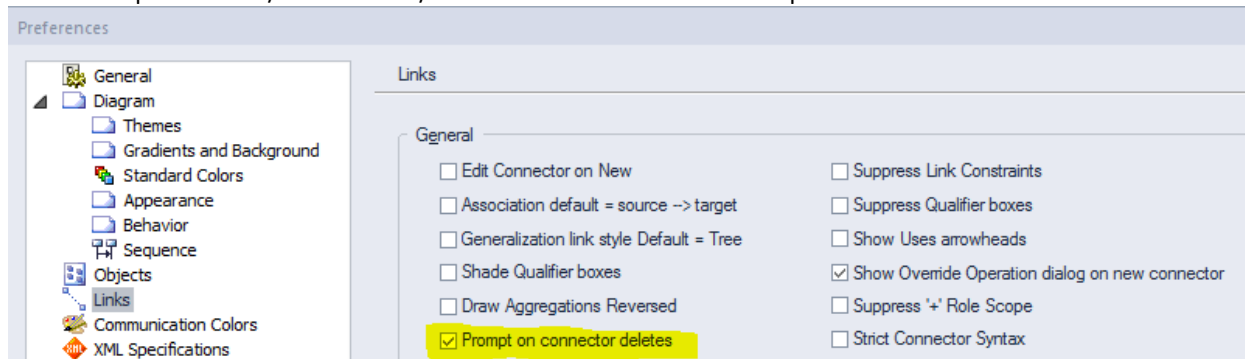 Preferences
General
Diagram
Themes
Gradients and Background
Standard Colors
Appearance
Behavior
Sequence
Objects
Links
Communication Colors
XML Specifications
Links
General
Edit Connector on New
Association default = source --> target
Generalization link style Default = Tree
Shade Qualifier boxes
Draw Aggregations Reversed
Prompt on connector deletes
Suppress Link Constraints
Suppress Qualifier boxes
Show Uses arrowheads
Show Override Operation dialog on new connector
Suppress '+' Role Scope
Strict Connector Syntax